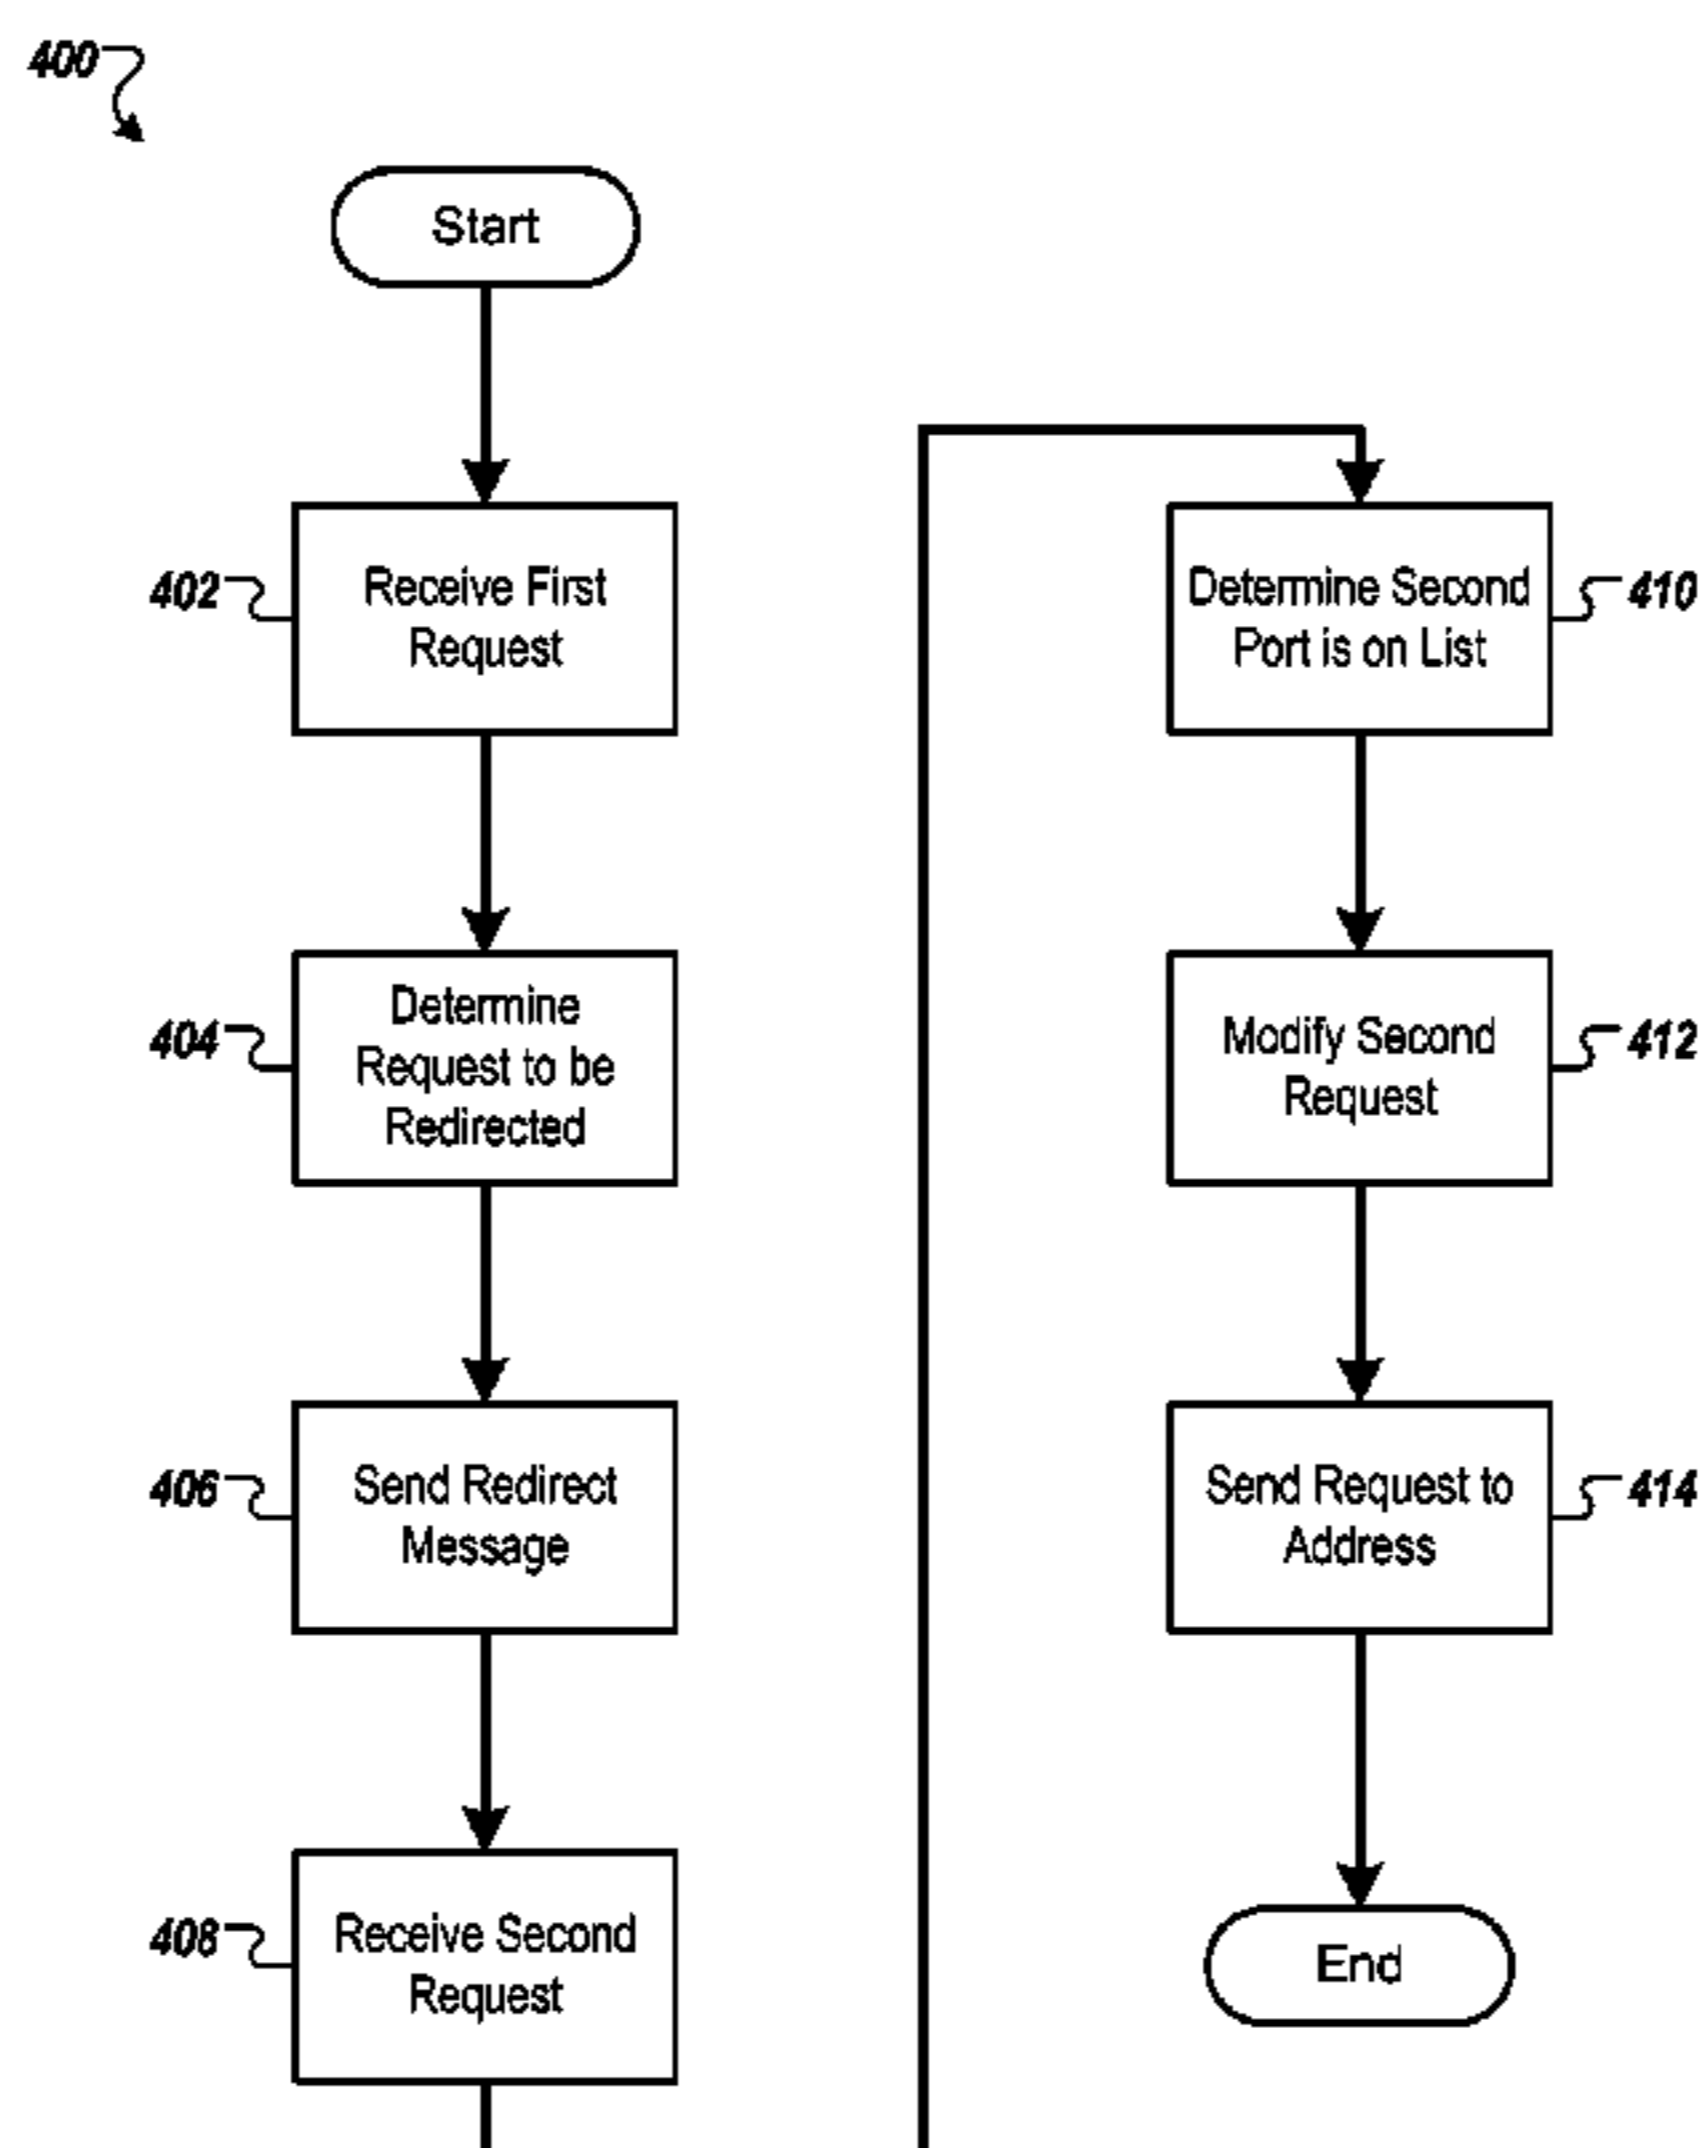 400
Start
402
Receive First
Request
404
Determine
Request to be
Redirected
406
Send Redirect
Message
408
Receive Second
Request
Determine Second
Port is on List
410
Modify Second
Request
412
Send Request to
Address
414
End